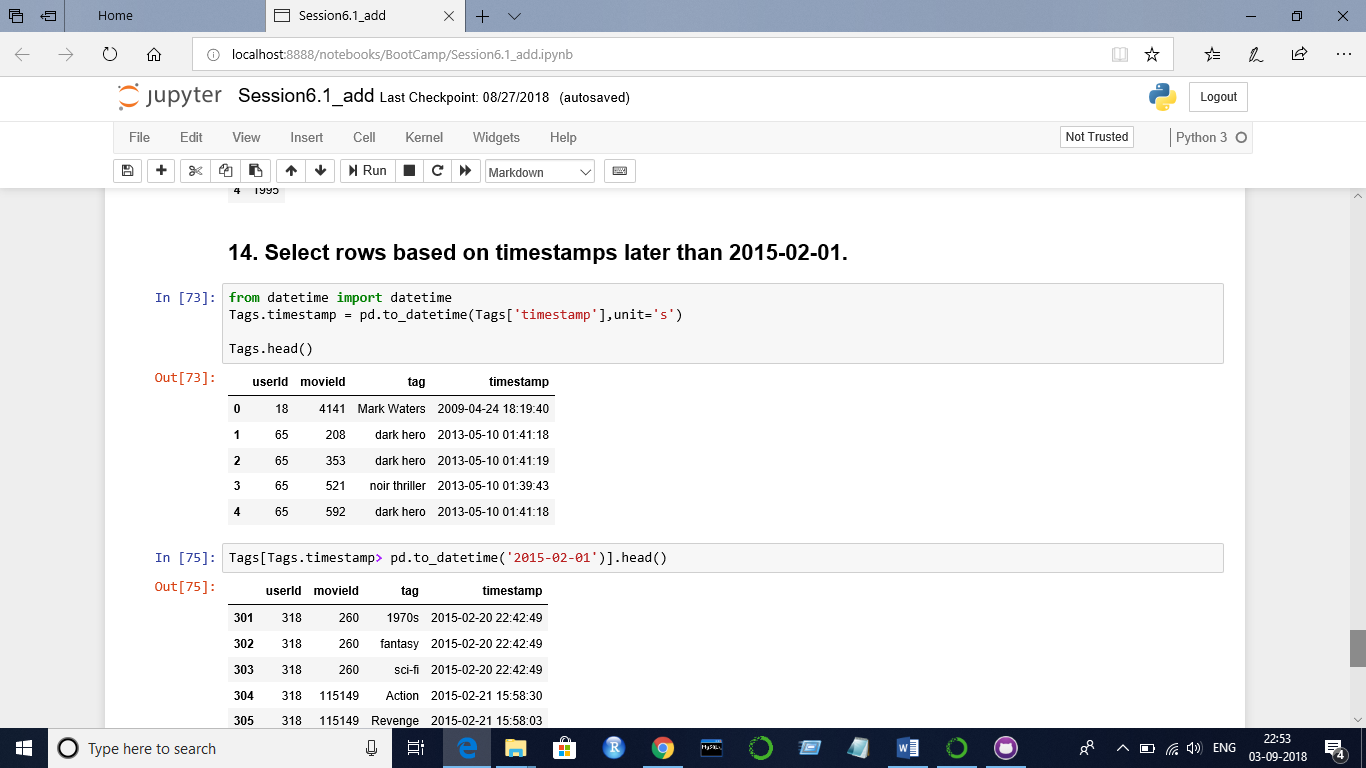 Home
Session6.1_add
localhost:8888/notebooks/BootCamp/Session6.1_add.ipynb
jupyter Session6.1_add Last Checkpoint: 08/27/2018 (autosaved)
Logout
File Edit View Insert Cell Kernel Widgets Help
Not Trusted
Python 3
Run
Markdown
4 1995
14. Select rows based on timestamps later than 2015-02-01.
In [73]:
from datetime import datetime
Tags.timestamp = pd.to_datetime(Tags['timestamp'],unit='s')
Tags.head()
Out[73]:
userId movieId tag timestamp
0 18 4141 Mark Waters 2009-04-24 18:19:40
1 65 208 dark hero 2013-05-10 01:41:18
2 65 353 dark hero 2013-05-10 01:41:19
3 65 521 noir thriller 2013-05-10 01:39:43
4 65 592 dark hero 2013-05-10 01:41:18
In [75]:
Tags[Tags.timestamp> pd.to_datetime('2015-02-01')].head()
Out[75]:
userId movieId tag timestamp
301 318 260 1970s 2015-02-20 22:42:49
302 318 260 fantasy 2015-02-20 22:42:49
303 318 260 sci-fi 2015-02-20 22:42:49
304 318 115149 Action 2015-02-21 15:58:30
305 318 115149 Revenge 2015-02-21 15:58:03
Type here to search
R
MySQL
W
ENG
22:53
03-09-2018
4